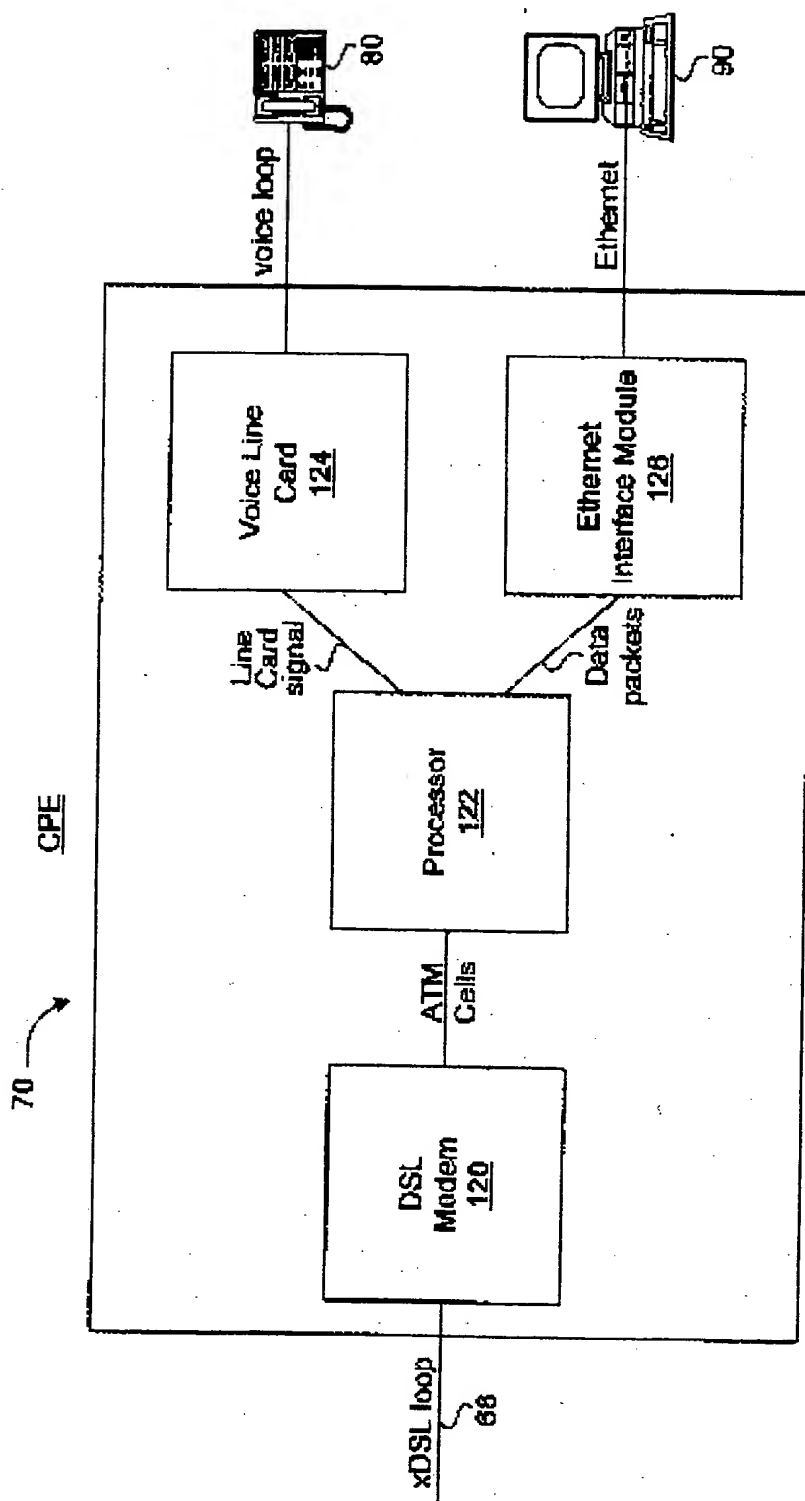 CPE
70
xDSL loop
68
DSL
Modem
120
ATM
Cells
Processor
122
Line
Card
signal
Data
packets
Voice Line
Card
124
Ethernet
Interface Module
126
voice loop
80
Ethernet
90